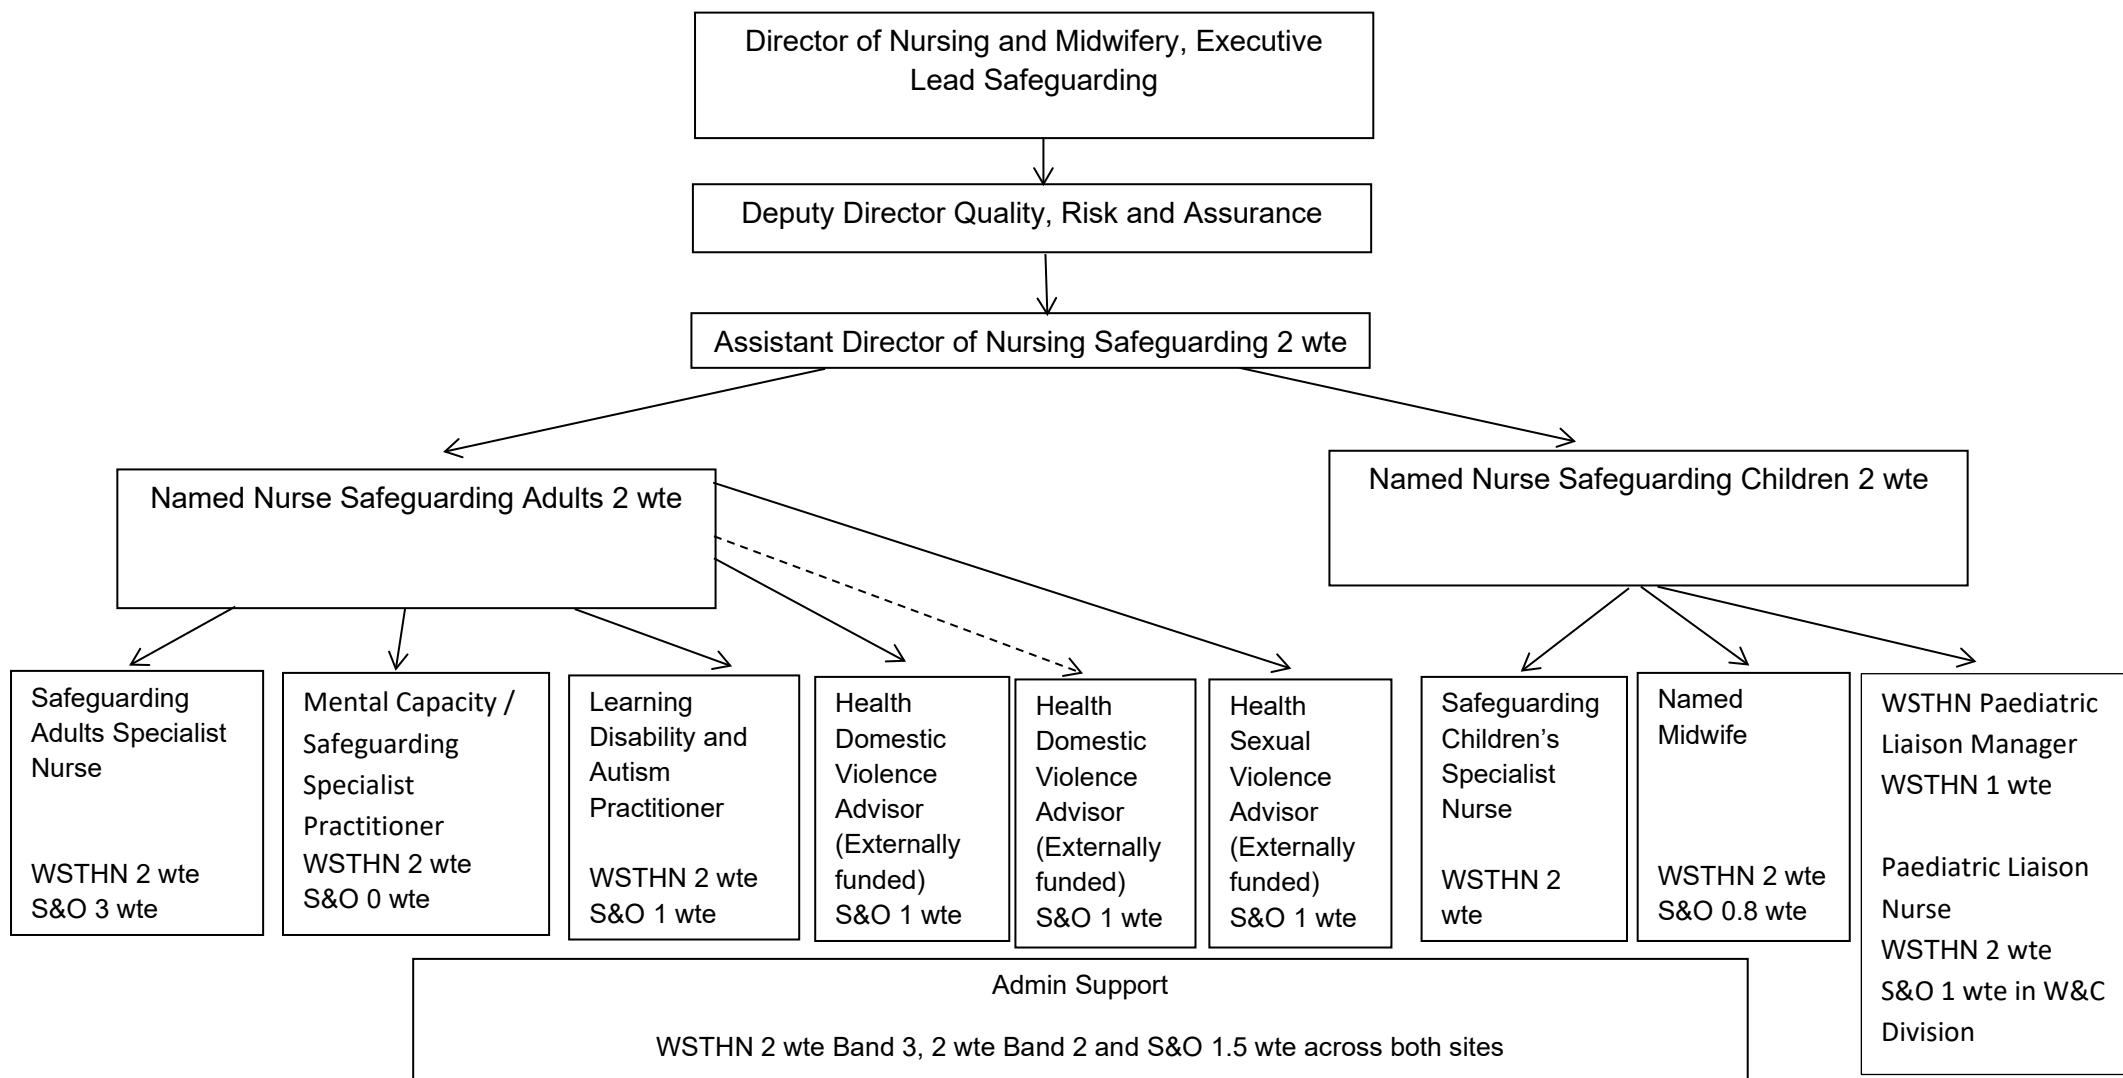 Director of Nursing and Midwifery, Executive
Lead Safeguarding
Deputy Director Quality, Risk and Assurance
Assistant Director of Nursing Safeguarding 2 wte
Named Nurse Safeguarding Adults 2 wte
Named Nurse Safeguarding Children 2 wte
Safeguarding
Adults Specialist
Nurse
WSTHN 2 wte
S&O 3 wte
Mental Capacity /
Safeguarding
Specialist
Practitioner
WSTHN 2 wte
S&O 0 wte
Learning
Disability and
Autism
Practitioner
WSTHN 2 wte
S&O 1 wte
Health
Domestic
Violence
Advisor
(Externally
funded)
S&O 1 wte
Health
Domestic
Violence
Advisor
(Externally
funded)
S&O 1 wte
Health
Sexual
Violence
Advisor
(Externally
funded)
S&O 1 wte
Safeguarding
Children’s
Specialist
Nurse
WSTHN 2
wte
Named
Midwife
WSTHN 2 wte
S&O 0.8 wte
WSTHN Paediatric
Liaison Manager
WSTHN 1 wte
Paediatric Liaison
Nurse
WSTHN 2 wte
S&O 1 wte in W&C
Division
Admin Support
WSTHN 2 wte Band 3, 2 wte Band 2 and S&O 1.5 wte across both sites